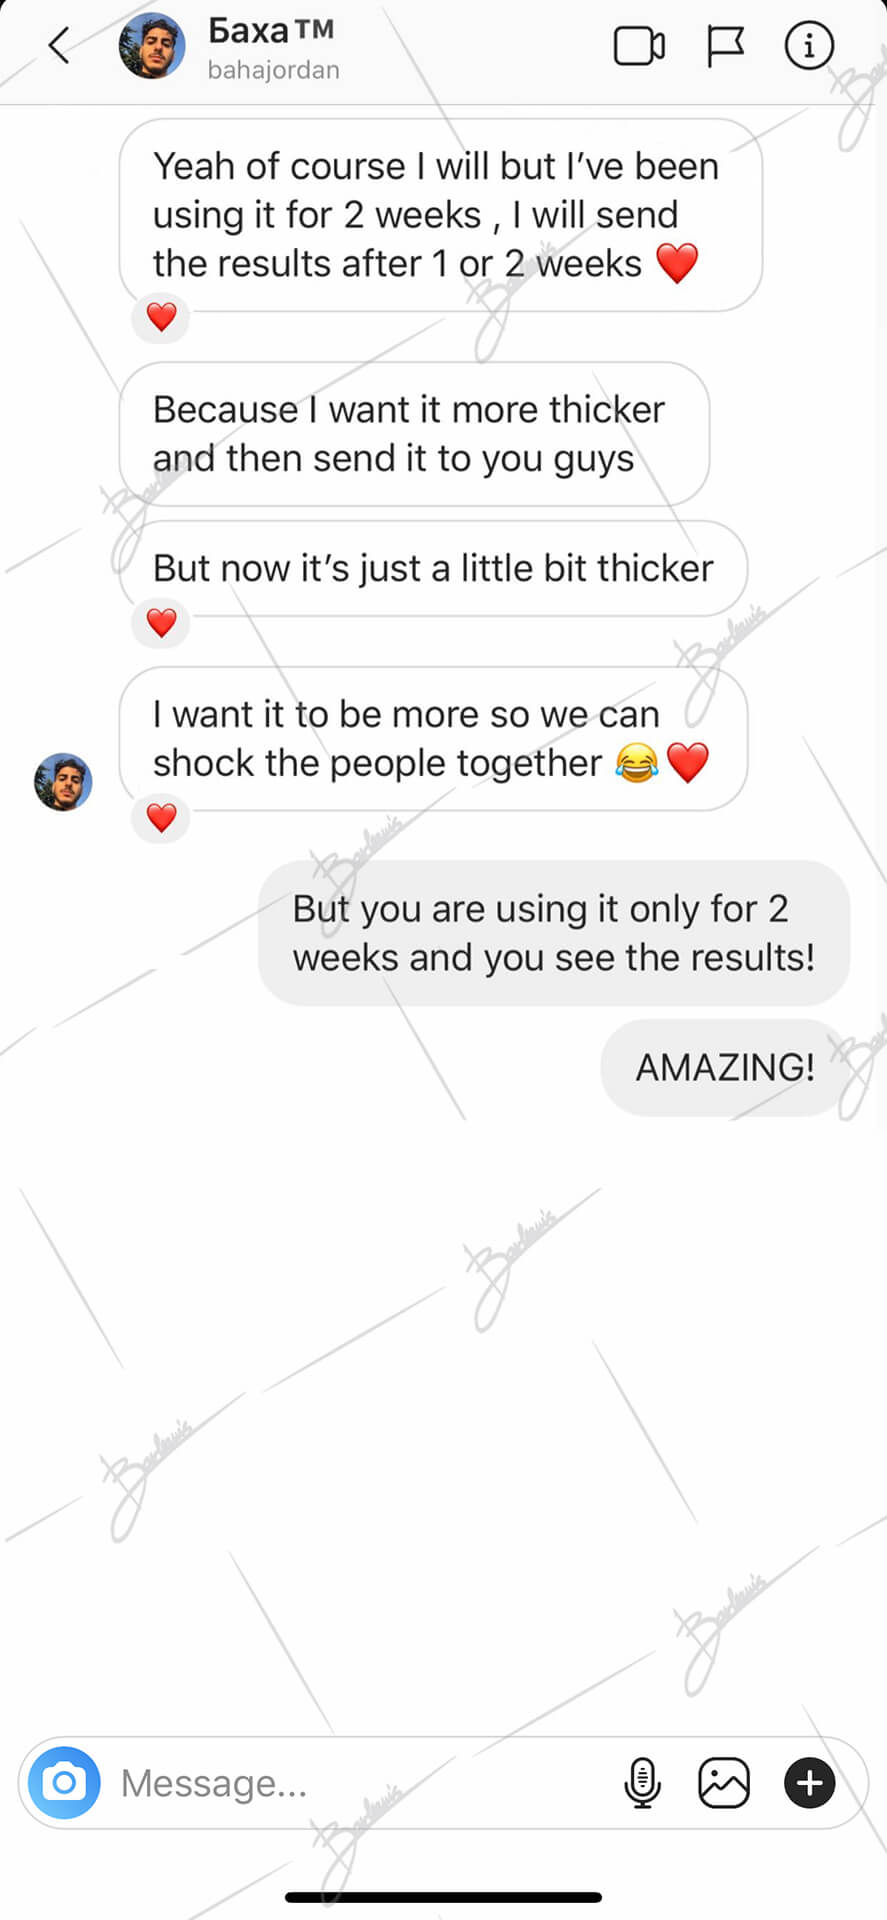 Баха™
bahajordan
Yeah of course I will but I’ve been
using it for 2 weeks , I will send
the results after 1 or 2 weeks ❤️
❤️
Because I want it more thicker
and then send it to you guys
But now it’s just a little bit thicker
❤️
I want it to be more so we can
shock the people together 😂❤️
❤️
But you are using it only for 2
weeks and you see the results!
AMAZING!
Message...